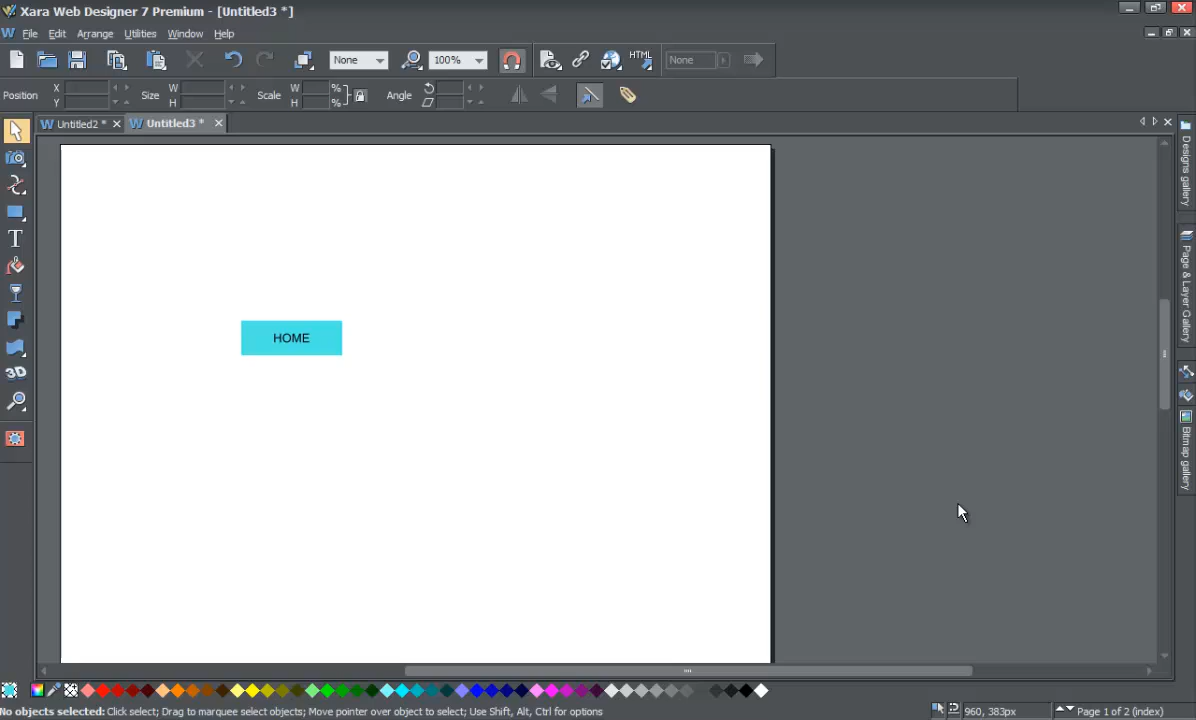 Xara Web Designer 7 Premium - [Untitled3 *]
File Edit Arrange Utilities Window Help
None 100% HTML None
Position X Y Size W H Scale W H % % Angle
Untitled2 * Untitled3 *
HOME
Designs gallery
Page & Layer Gallery
Bitmap gallery
T
3D
No objects selected: Click select; Drag to marquee select objects; Move pointer over object to select; Use Shift, Alt, Ctrl for options
960, 383px
Page 1 of 2 (index)